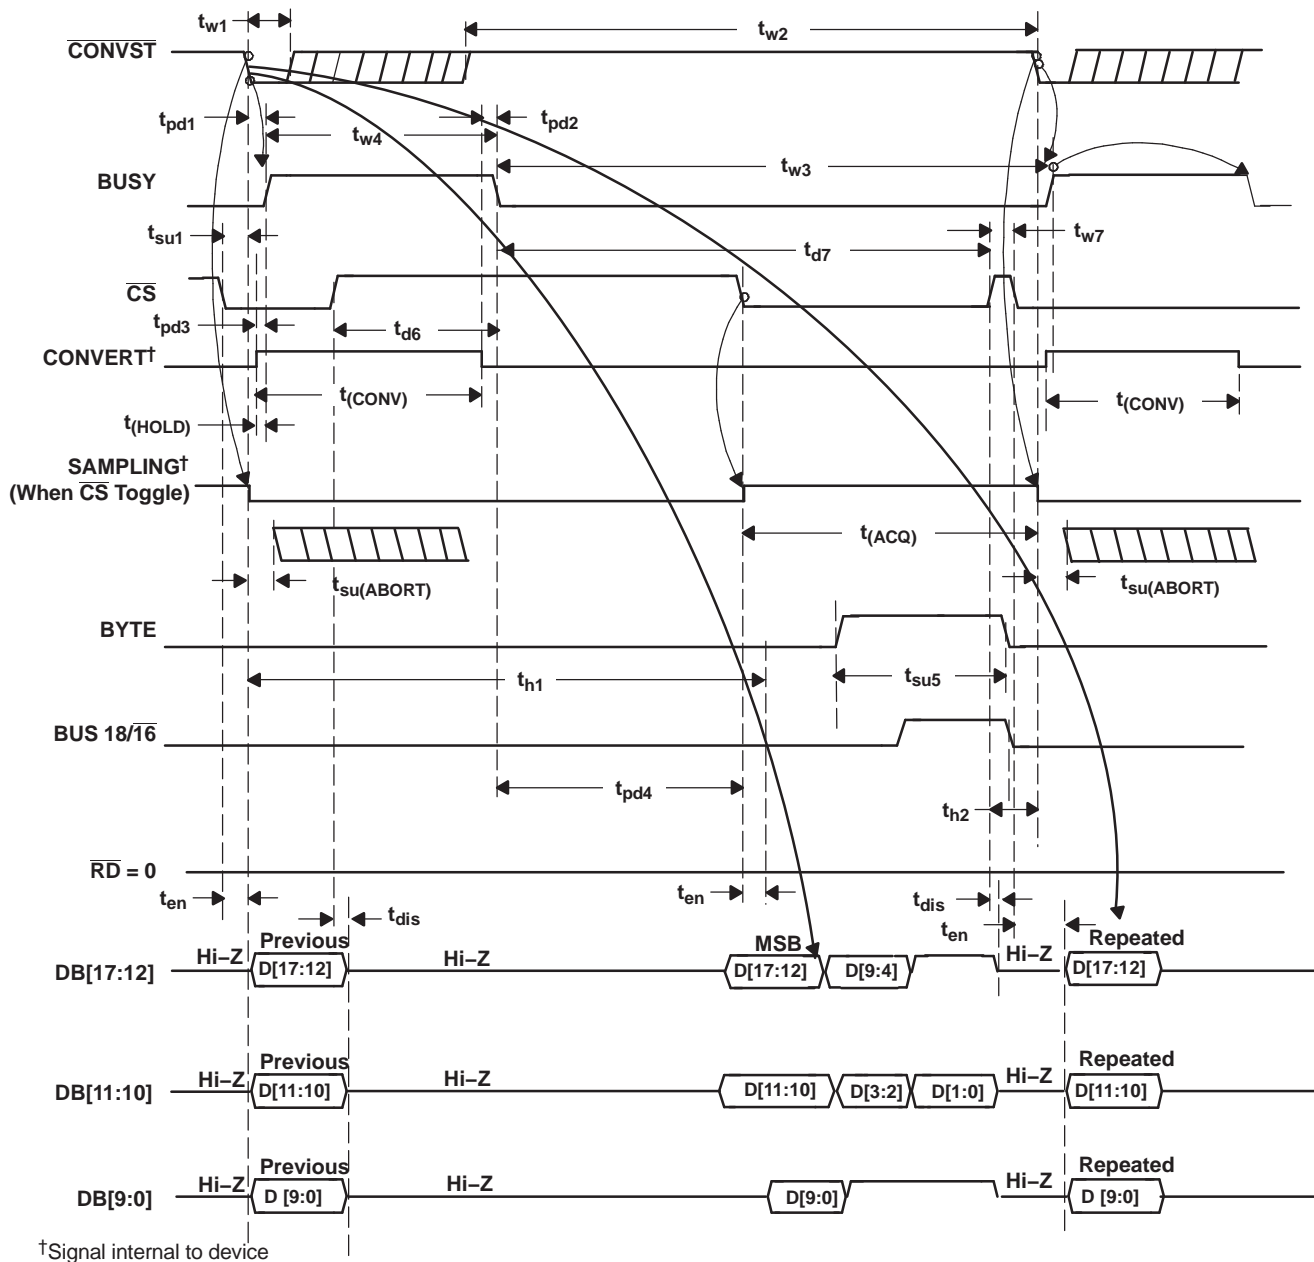 tw1
tw2
CONVST
tpd1
tw4
tpd2
tw3
BUSY
tsu1
tw7
td7
CS
tpd3
td6
CONVERT†
t(CONV)
t(CONV)
t(HOLD)
SAMPLING†
(When CS Toggle)
t(ACQ)
tsu(ABORT)
tsu(ABORT)
BYTE
th1
tsu5
BUS 18/16
tpd4
th2
RD = 0
ten
tdis
ten
tdis
ten
Previous
MSB
Repeated
DB[17:12]
Hi–Z
D[17:12]
Hi–Z
D[17:12]
D[9:4]
Hi–Z
D[17:12]
Previous
Repeated
DB[11:10]
Hi–Z
D[11:10]
Hi–Z
D[11:10]
D[3:2]
D[1:0]
Hi–Z
D[11:10]
Previous
Repeated
DB[9:0]
Hi–Z
D [9:0]
Hi–Z
D[9:0]
Hi–Z
D [9:0]
†Signal internal to device